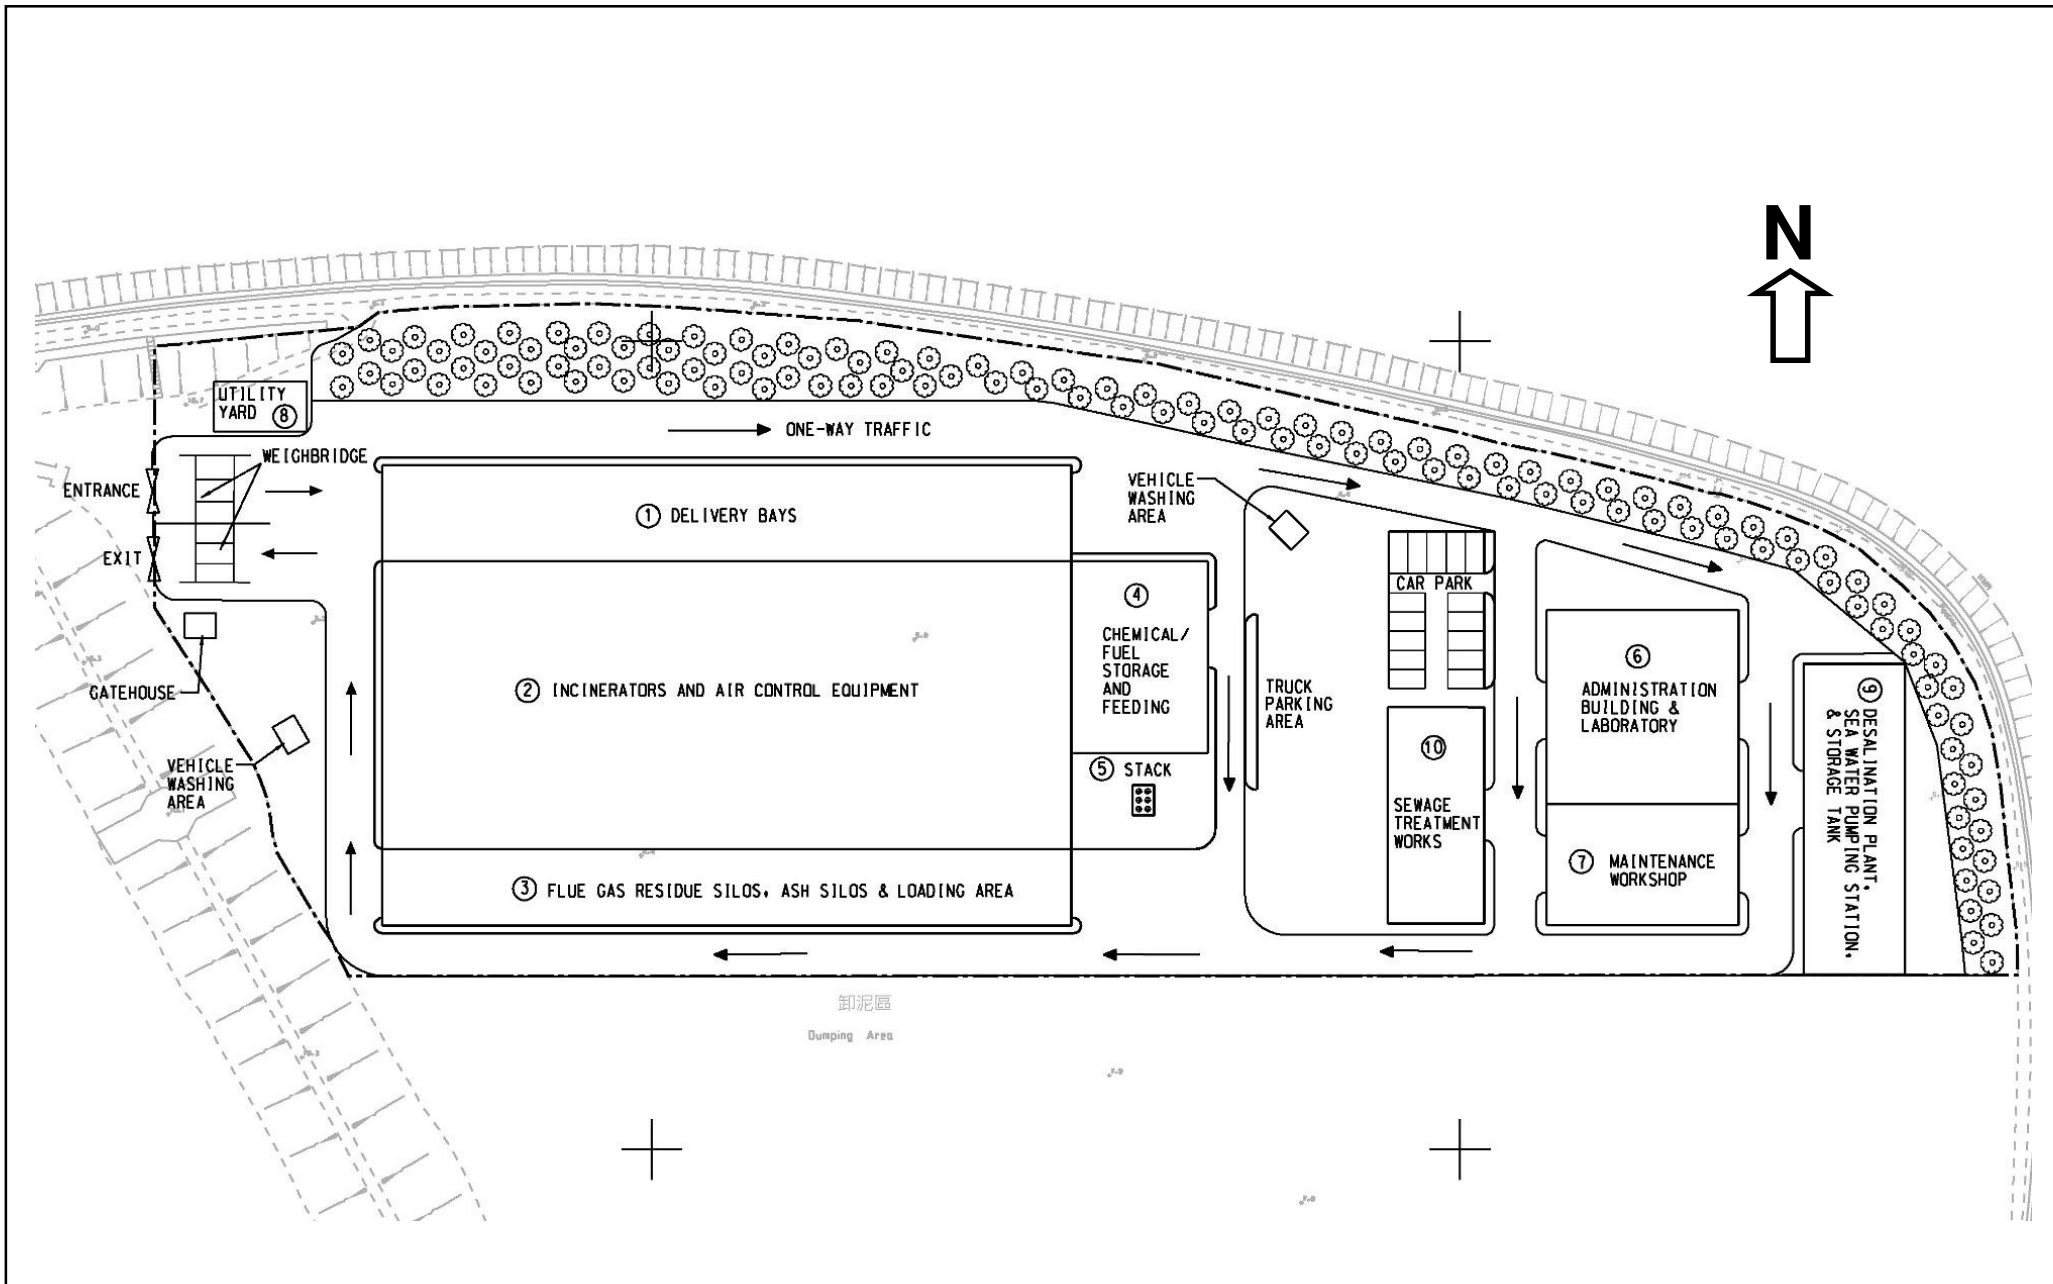 N
UTILITY
YARD 8
WEIGHBRIDGE
ENTRANCE
EXIT
GATEHOUSE
VEHICLE
WASHING
AREA
ONE-WAY TRAFFIC
1 DELIVERY BAYS
2 INCINERATORS AND AIR CONTROL EQUIPMENT
3 FLUE GAS RESIDUE SILOS, ASH SILOS & LOADING AREA
4
CHEMICAL/
FUEL
STORAGE
AND
FEEDING
5 STACK
VEHICLE
WASHING
AREA
TRUCK
PARKING
AREA
CAR PARK
10
SEWAGE
TREATMENT
WORKS
6
ADMINISTRATION
BUILDING &
LABORATORY
7 MAINTENANCE
WORKSHOP
9 DESALINATION PLANT,
SEA WATER PUMPING STATION,
& STORAGE TANK
卸泥區
Dumping Area